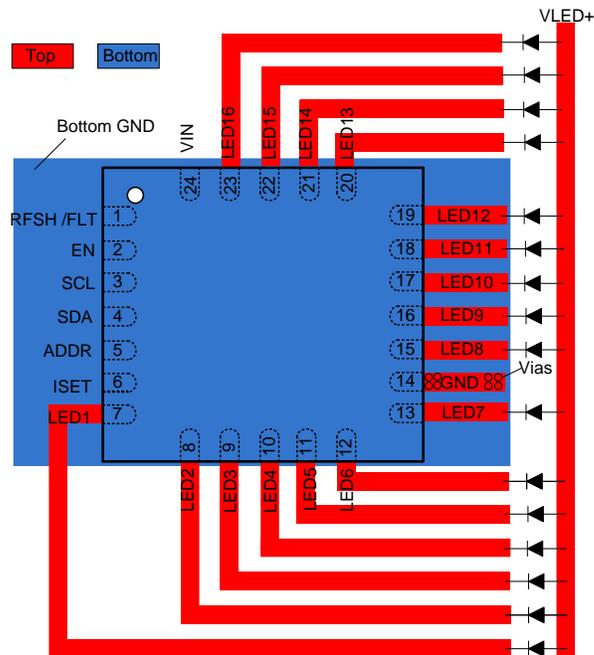 VLED+
Top
Bottom
Bottom GND
VIN
LED16
LED15
LED14
LED13
24
23
22
21
20
RFSH /FLT
1
19
LED12
EN
2
18
LED11
SCL
3
17
LED10
SDA
4
16
LED9
ADDR
5
15
LED8
Vias
ISET
6
14
GND
LED1
7
13
LED7
8
9
10
11
12
LED2
LED3
LED4
LED5
LED6